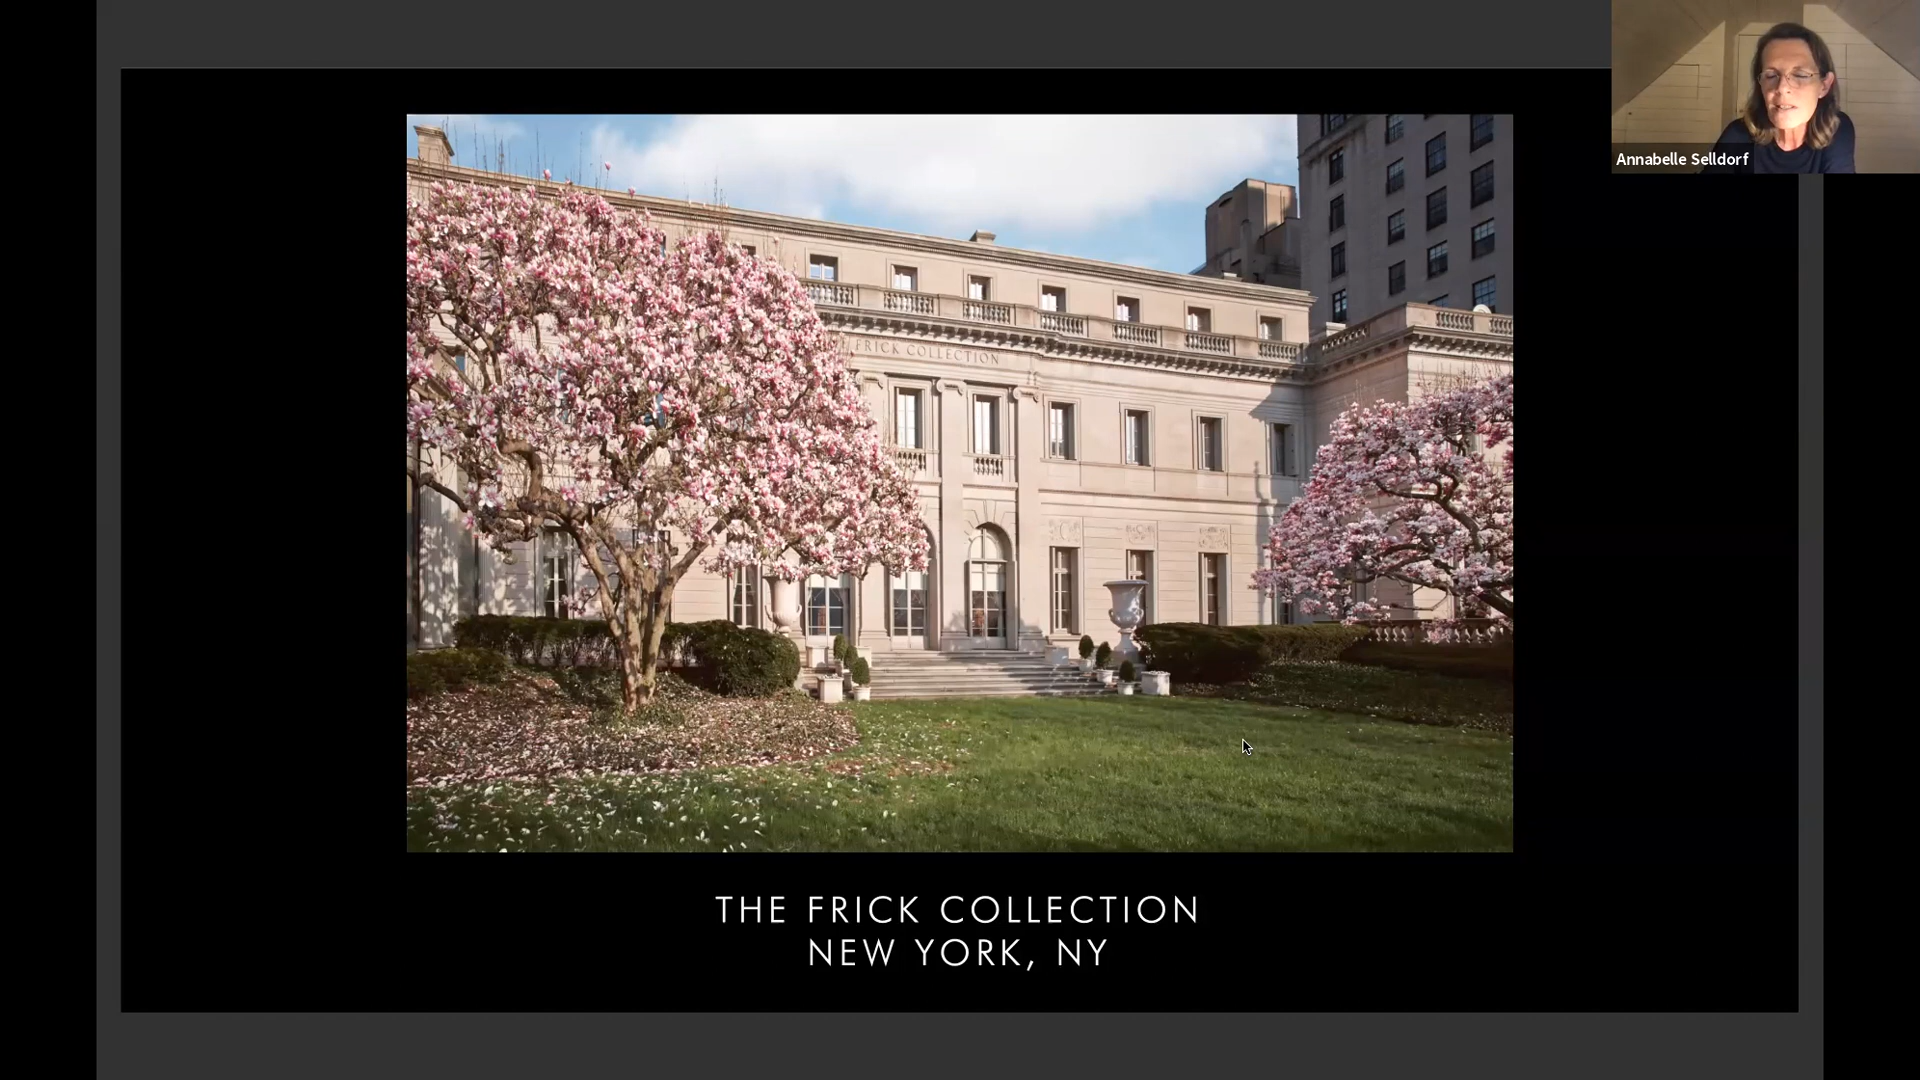 Annabelle Selldorf
FRICK COLLECTION
THE FRICK COLLECTION
NEW YORK, NY